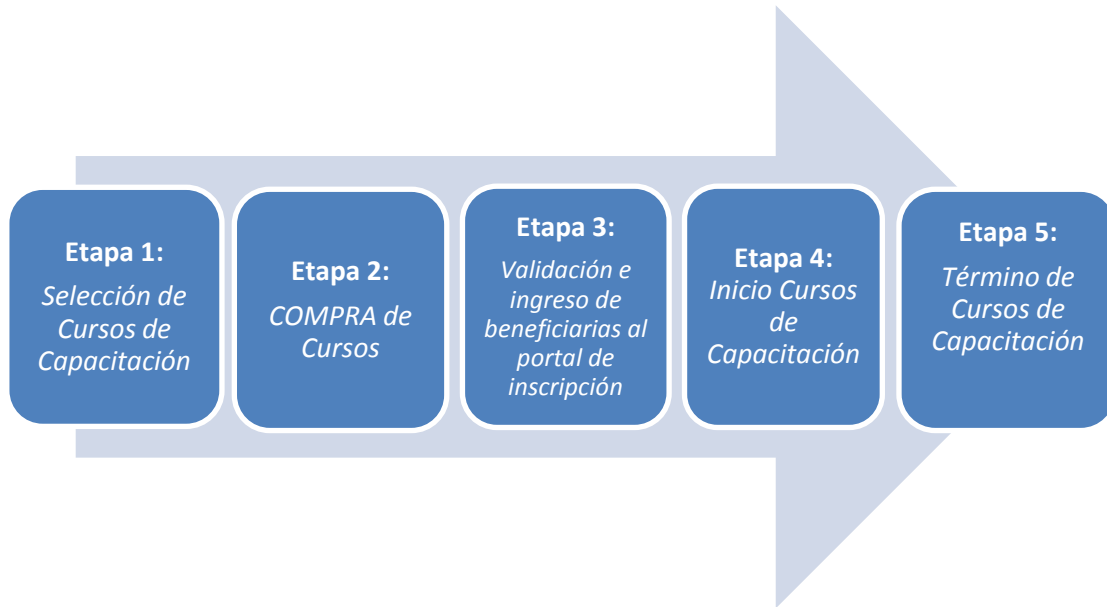 Etapa 1:
Selección de
Cursos de
Capacitación
Etapa 2:
COMPRA de
Cursos
Etapa 3:
Validación e
ingreso de
beneficiarias al
portal de
inscripción
Etapa 4:
Inicio Cursos
de
Capacitación
Etapa 5:
Término de
Cursos de
Capacitación